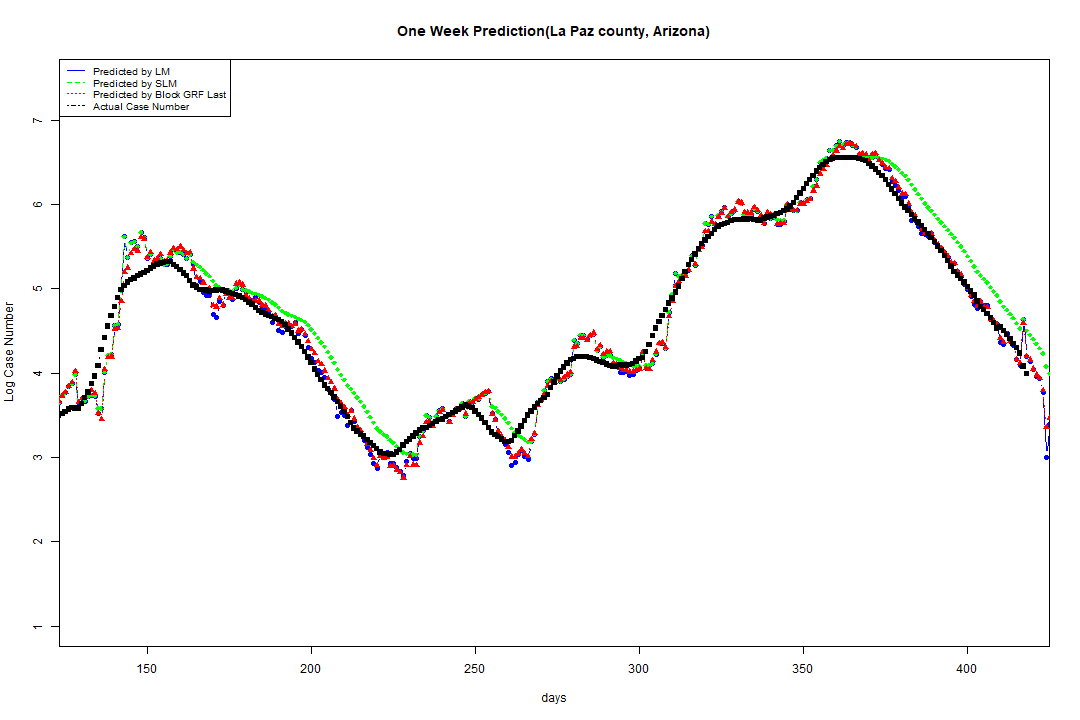 One Week Prediction(La Paz county, Arizona)
Predicted by LM
Predicted by SLM
Predicted by Block GRF Last
Actual Case Number
7
6
5
4
3
2
1
Log Case Number
150 200 250 300 350 400
days